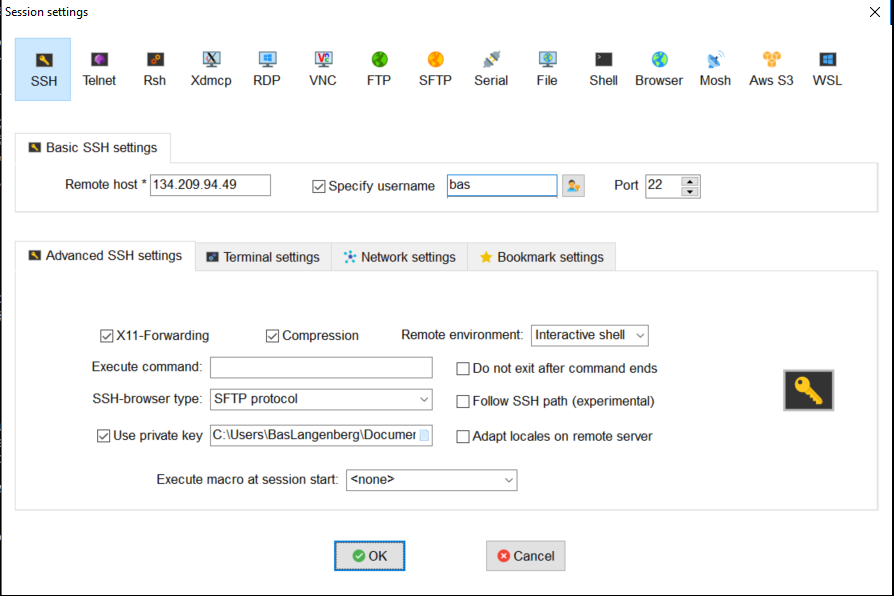 Session settings
SSH Telnet Rsh Xdmcp RDP VNC FTP SFTP Serial File Shell Browser Mosh Aws S3 WSL
Basic SSH settings
Remote host * 134.209.94.49 Specify username bas Port 22
Advanced SSH settings Terminal settings Network settings Bookmark settings
X11-Forwarding Compression Remote environment: Interactive shell
Execute command: Do not exit after command ends
SSH-browser type: SFTP protocol Follow SSH path (experimental)
Use private key C:\Users\BasLangenberg\Documer Adapt locales on remote server
Execute macro at session start: <none>
OK Cancel